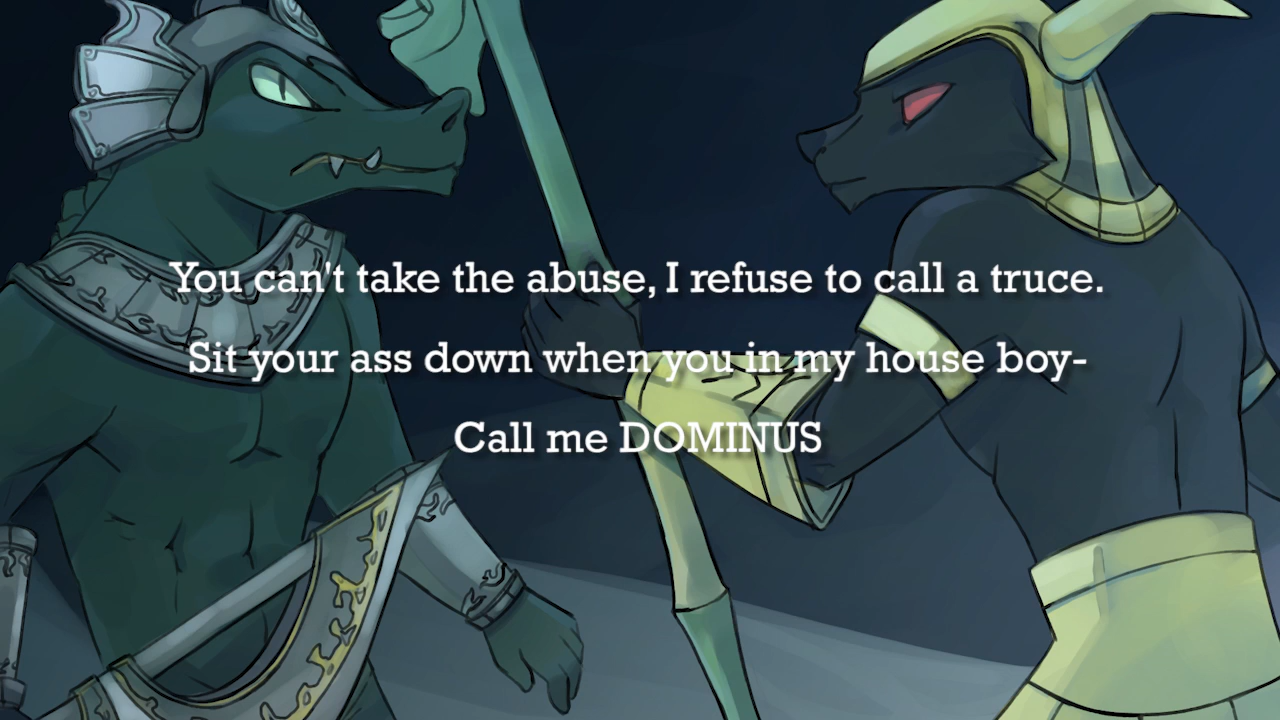 You can't take the abuse, I refuse to call a truce.
Sit your ass down when you in my house boy-
Call me DOMINUS